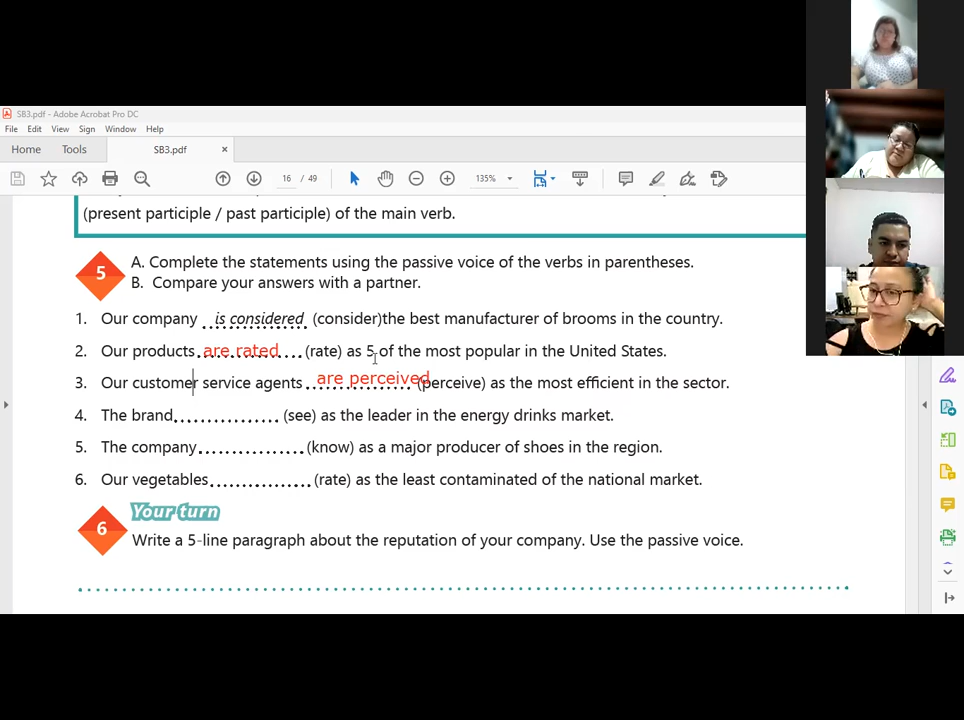 SB3.pdf - Adobe Acrobat Pro DC
File Edit View Sign Window Help
Home Tools SB3.pdf ×
16 / 49 135%
(present participle / past participle) of the main verb.
5
A. Complete the statements using the passive voice of the verbs in parentheses.
B. Compare your answers with a partner.
1. Our company is considered (consider)the best manufacturer of brooms in the country.
2. Our products are rated (rate) as 5 of the most popular in the United States.
3. Our customer service agents are perceived (perceive) as the most efficient in the sector.
4. The brand............... (see) as the leader in the energy drinks market.
5. The company............... (know) as a major producer of shoes in the region.
6. Our vegetables............... (rate) as the least contaminated of the national market.
6
Your turn
Write a 5-line paragraph about the reputation of your company. Use the passive voice.